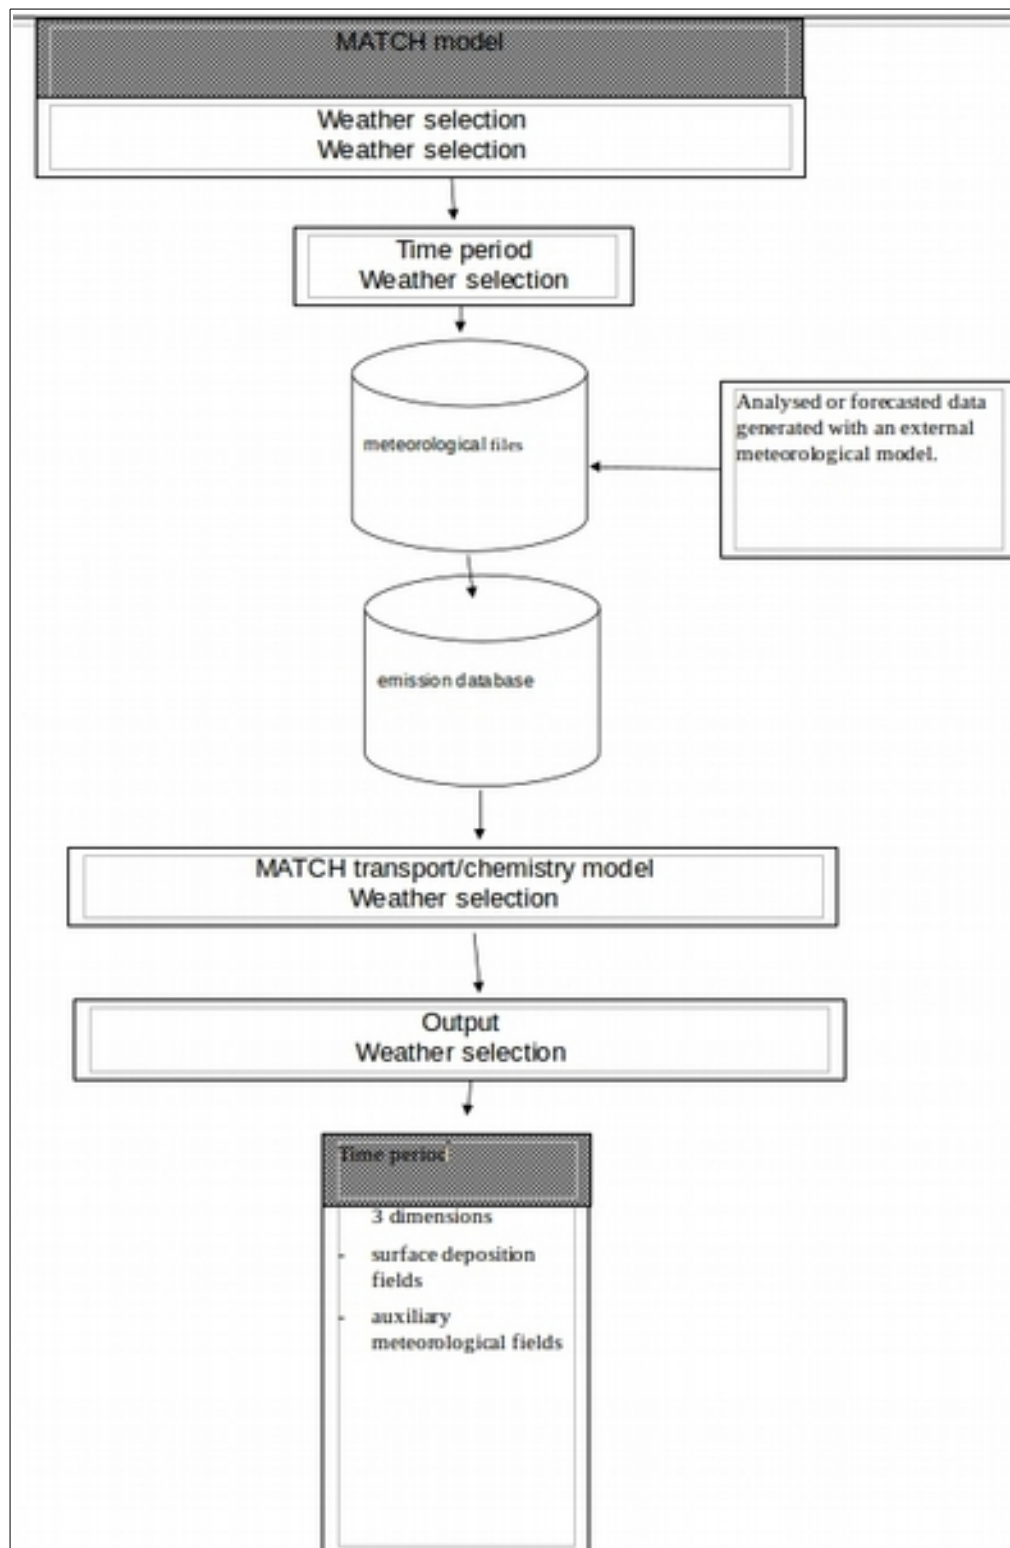 MATCH model
Weather selection
Weather selection
Time period
Weather selection
meteorological files
Analysed or forecasted data
generated with an external
meteorological model.
emission database
MATCH transport/chemistry model
Weather selection
Output
Weather selection
Time period
3 dimensions
- surface deposition
fields
- auxiliary
meteorological fields